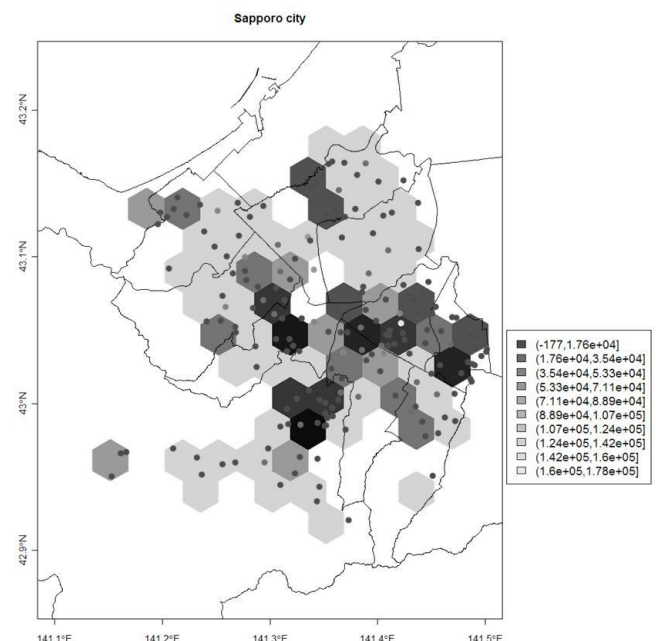 Sapporo city
43.2°N
43.1°N
43°N
42.9°N
141.1°E
141.2°E
141.3°E
141.4°E
141.5°E
(-177,1.76e+04]
(1.76e+04,3.54e+04]
(3.54e+04,5.33e+04]
(5.33e+04,7.11e+04]
(7.11e+04,8.89e+04]
(8.89e+04,1.07e+05]
(1.07e+05,1.24e+05]
(1.24e+05,1.42e+05]
(1.42e+05,1.6e+05]
(1.6e+05,1.78e+05]